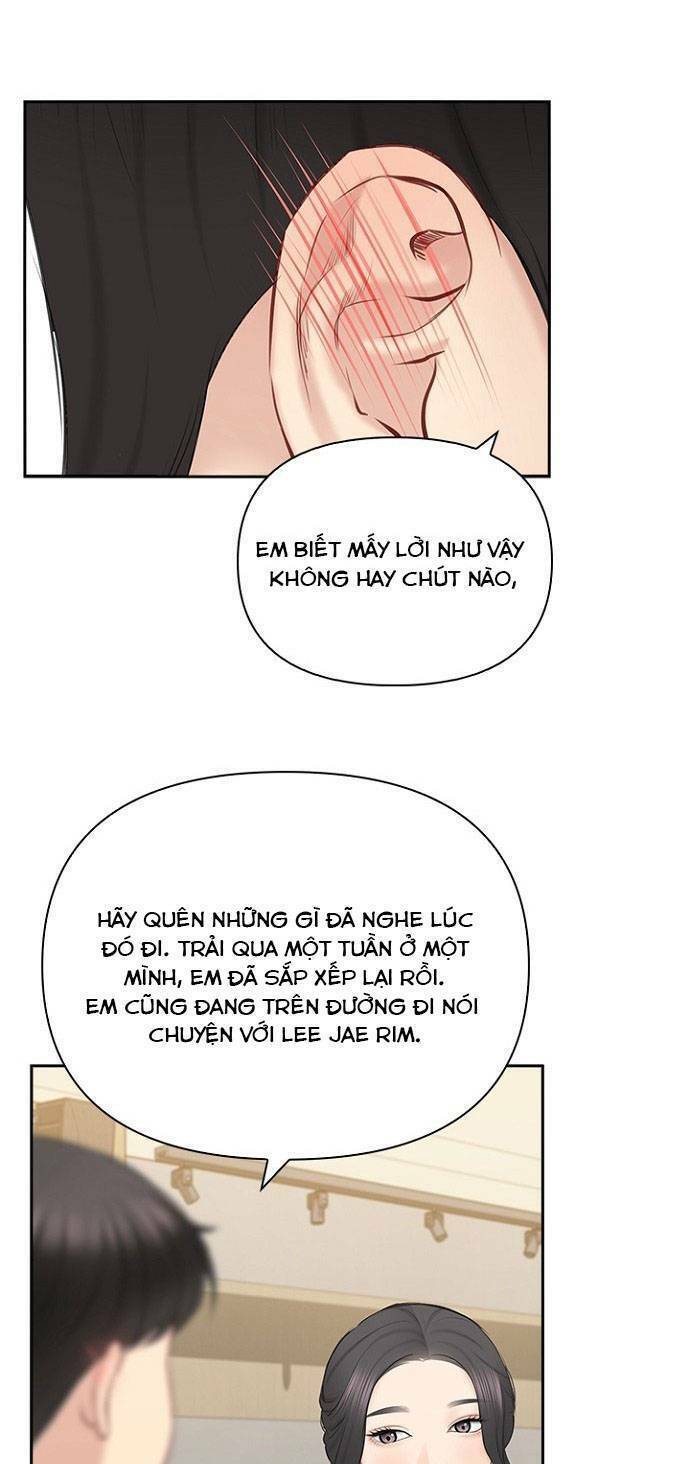 EM BIẾT MẤY LỜI NHƯ VẬY
KHÔNG HAY CHÚT NÀO,
HÃY QUÊN NHỮNG GÌ ĐÃ NGHE LÚC
ĐÓ ĐI. TRẢI QUA MỘT TUẦN Ở MỘT
MÌNH, EM ĐÃ SẮP XẾP LẠI RỒI.
EM CŨNG ĐANG TRÊN ĐƯỜNG ĐI NÓI
CHUYỆN VỚI LEE JAE RIM.